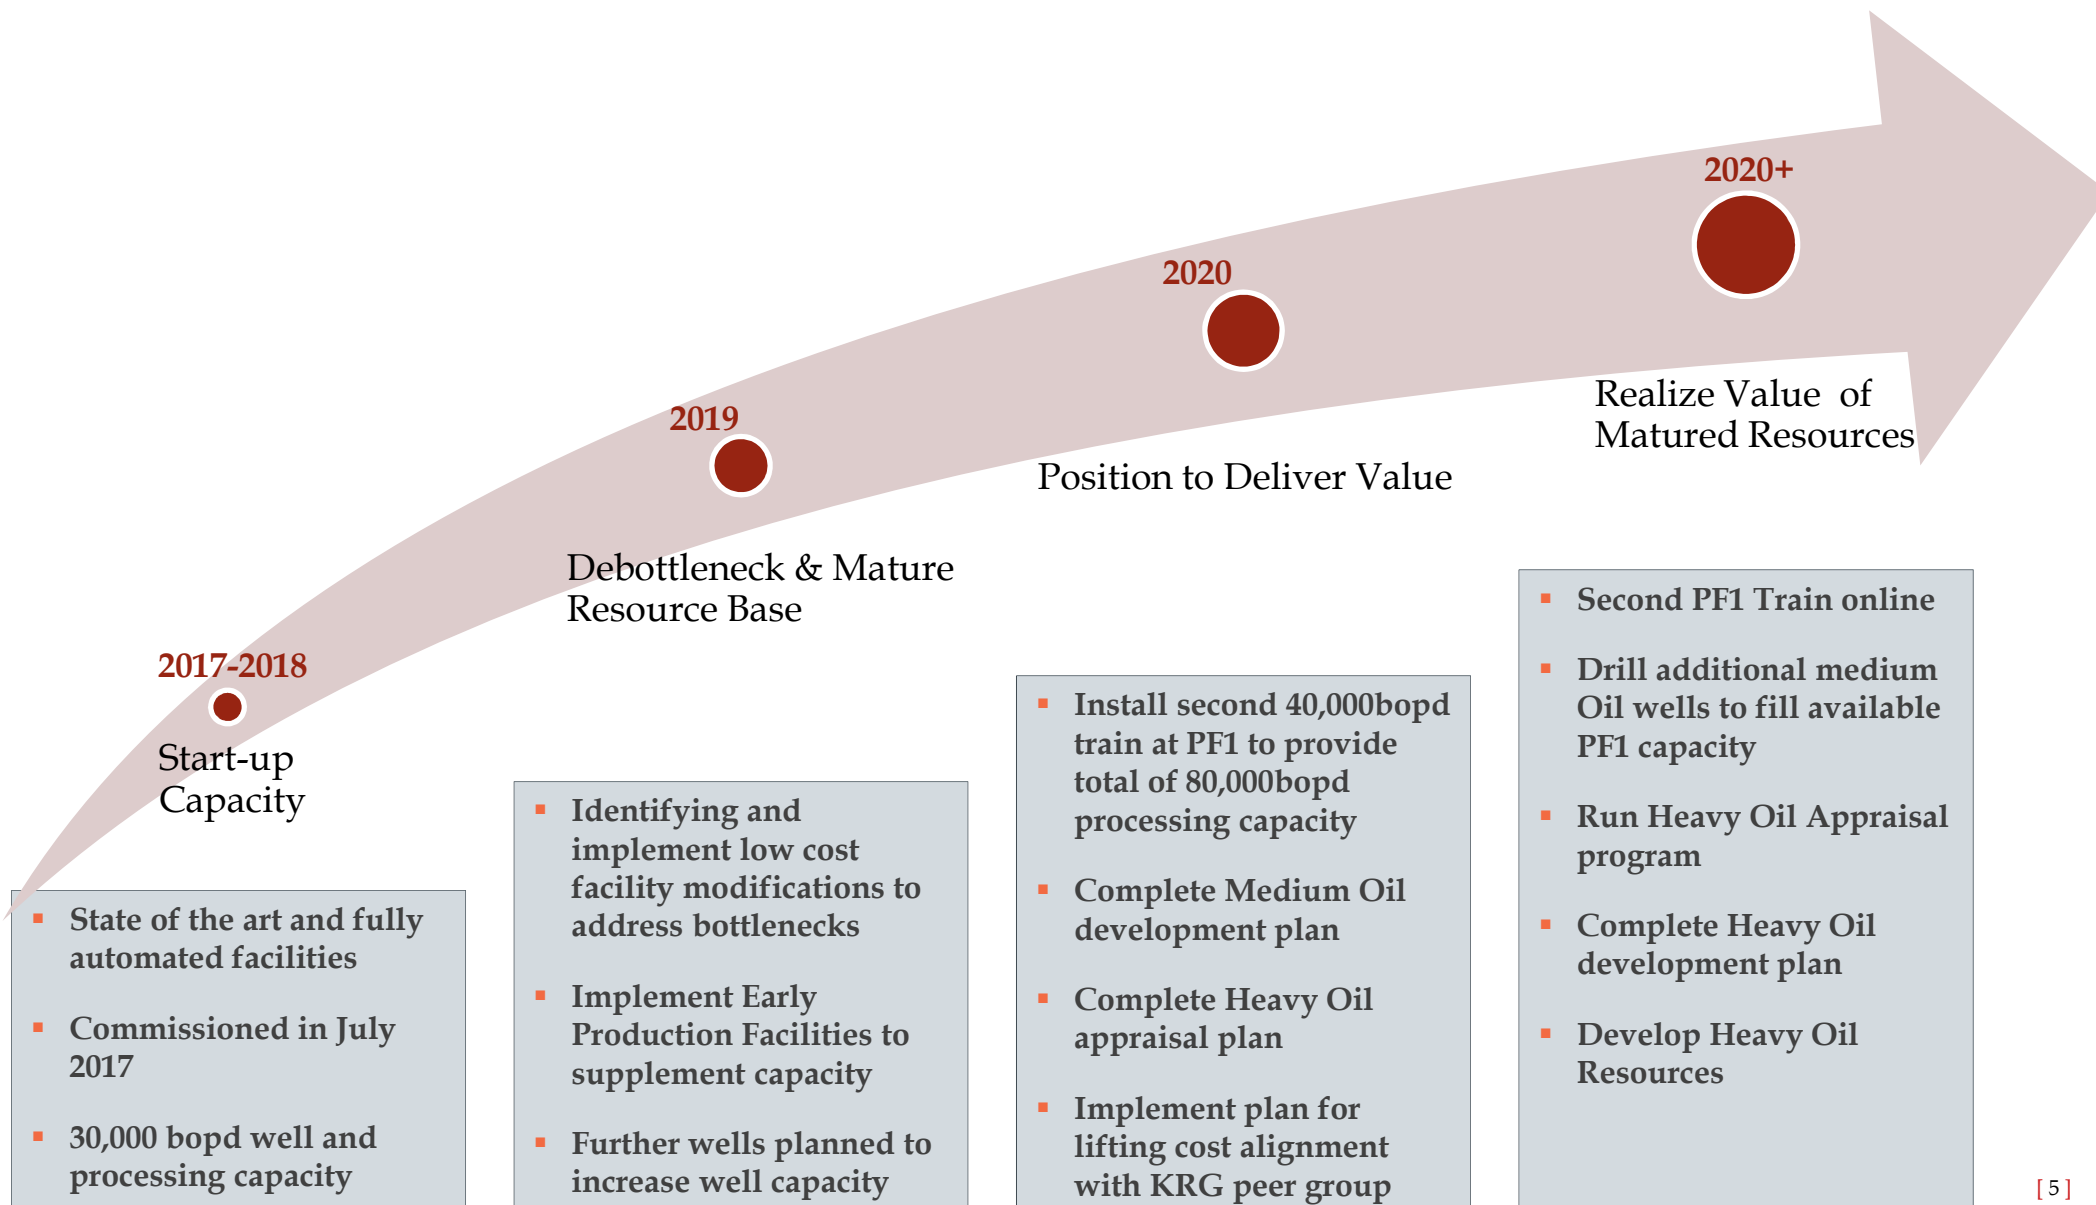 2017-2018
Start-up
Capacity
▪ State of the art and fully
automated facilities
▪ Commissioned in July
2017
▪ 30,000 bopd well and
processing capacity
2019
Debottleneck & Mature
Resource Base
▪ Identifying and
implement low cost
facility modifications to
address bottlenecks
▪ Implement Early
Production Facilities to
supplement capacity
▪ Further wells planned to
increase well capacity
2020
Position to Deliver Value
▪ Install second 40,000bopd
train at PF1 to provide
total of 80,000bopd
processing capacity
▪ Complete Medium Oil
development plan
▪ Complete Heavy Oil
appraisal plan
▪ Implement plan for
lifting cost alignment
with KRG peer group
2020+
Realize Value of
Matured Resources
▪ Second PF1 Train online
▪ Drill additional medium
Oil wells to fill available
PF1 capacity
▪ Run Heavy Oil Appraisal
program
▪ Complete Heavy Oil
development plan
▪ Develop Heavy Oil
Resources
[ 5 ]